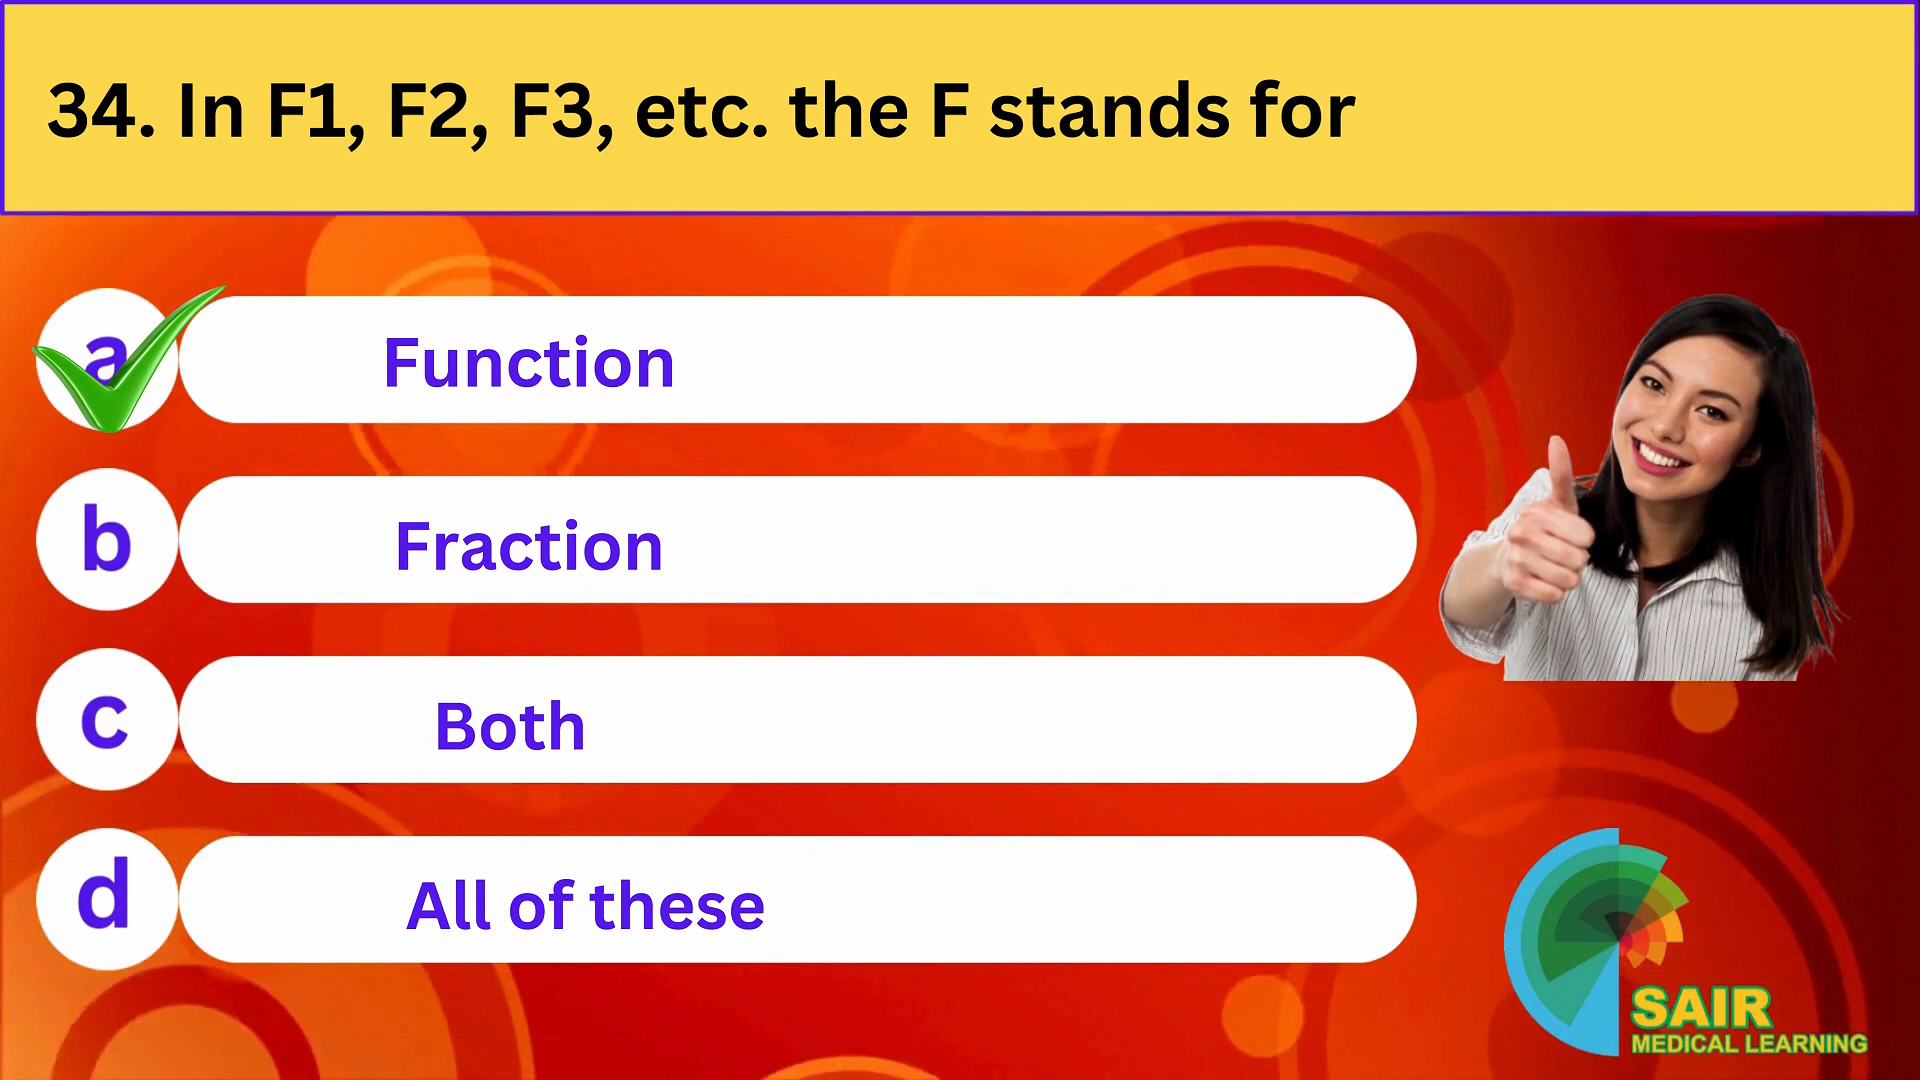 34. In F1, F2, F3, etc. the F stands for
a Function
b Fraction
c Both
d All of these
SAIR
MEDICAL LEARNING